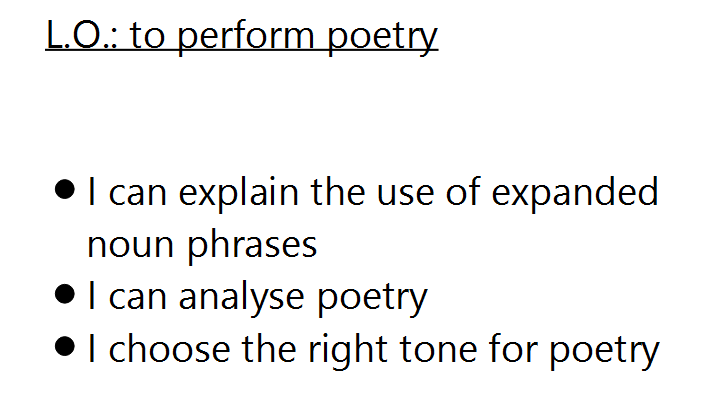 L.O.: to perform poetry
● I can explain the use of expanded
noun phrases
● I can analyse poetry
● I choose the right tone for poetry